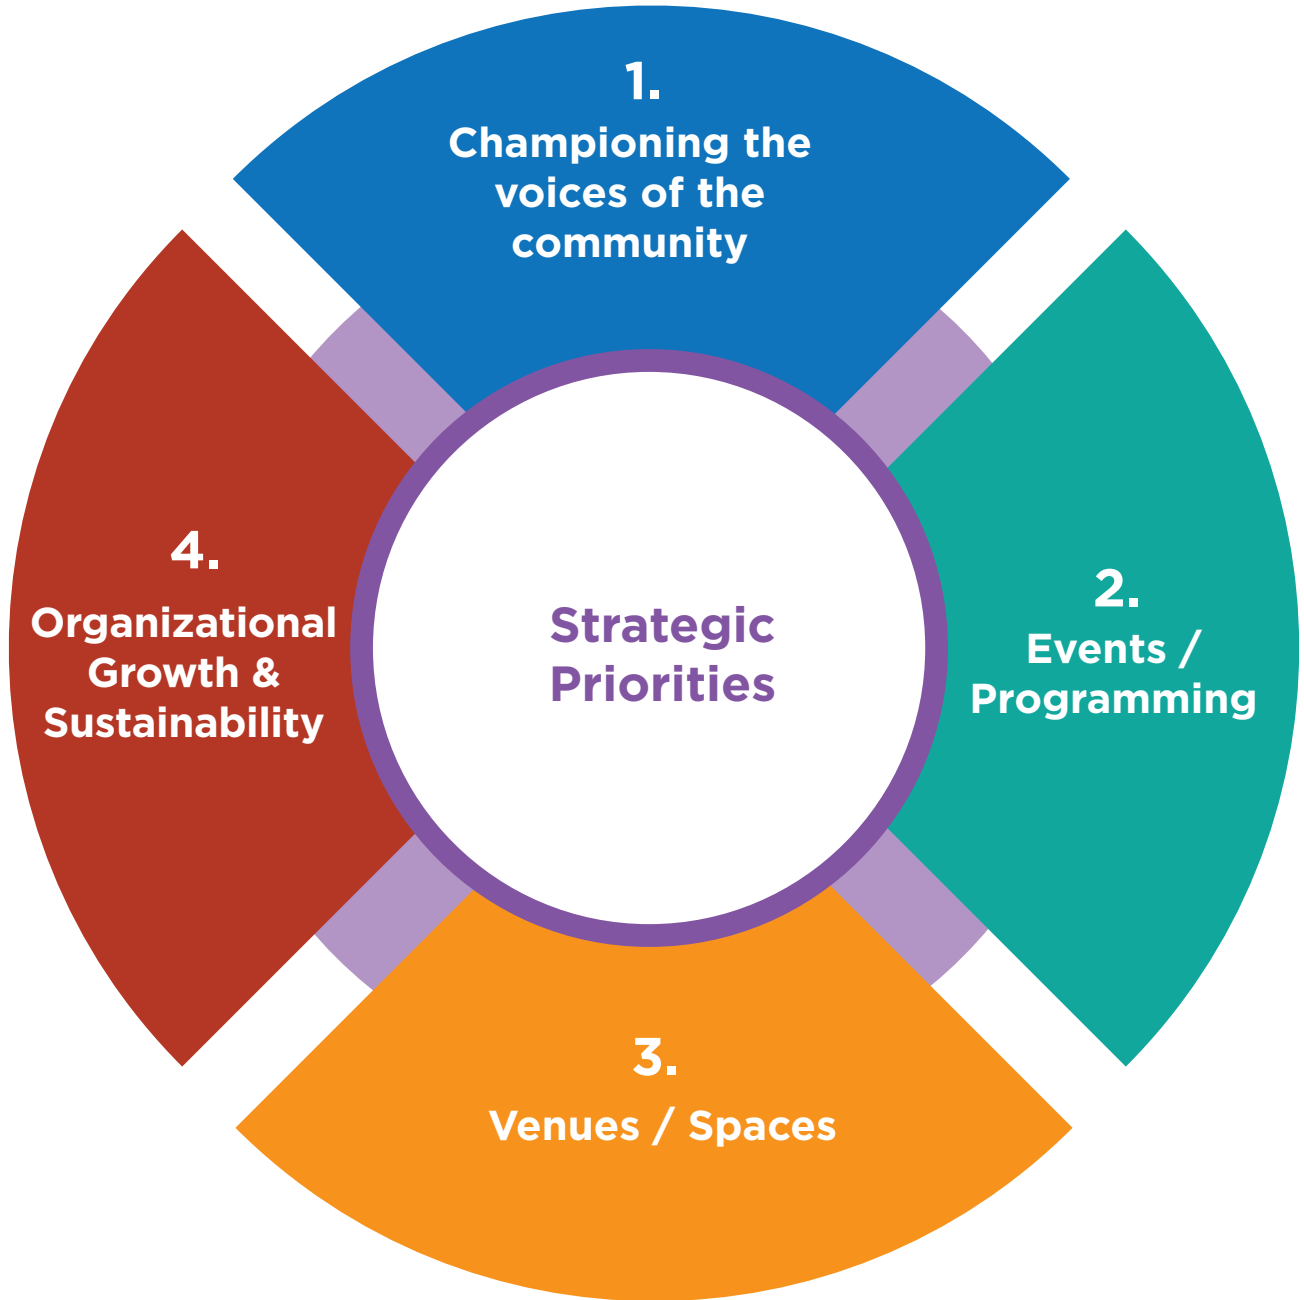 1.
Championing the
voices of the
community
2.
Events /
Programming
3.
Venues / Spaces
4.
Organizational
Growth &
Sustainability
Strategic
Priorities